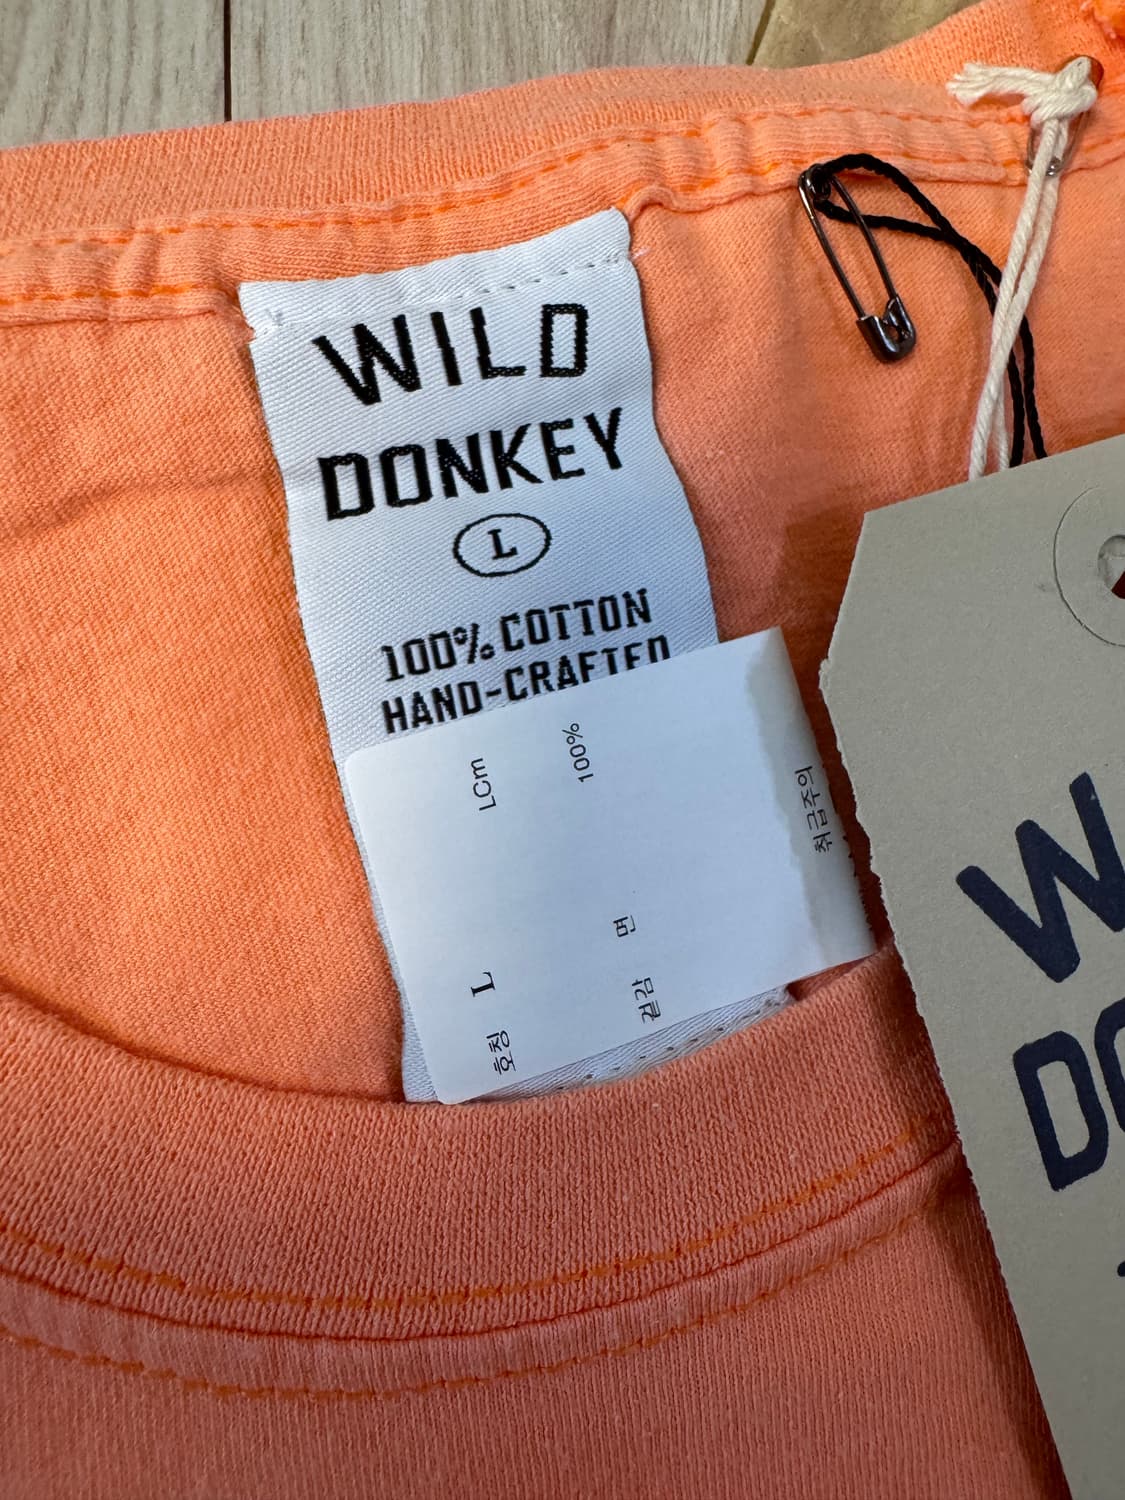 WILD
DONKEY
L
100% COTTON
HAND-CRAFTED
호칭 L LCm
겉감 면 100%
취급주의
W
DO